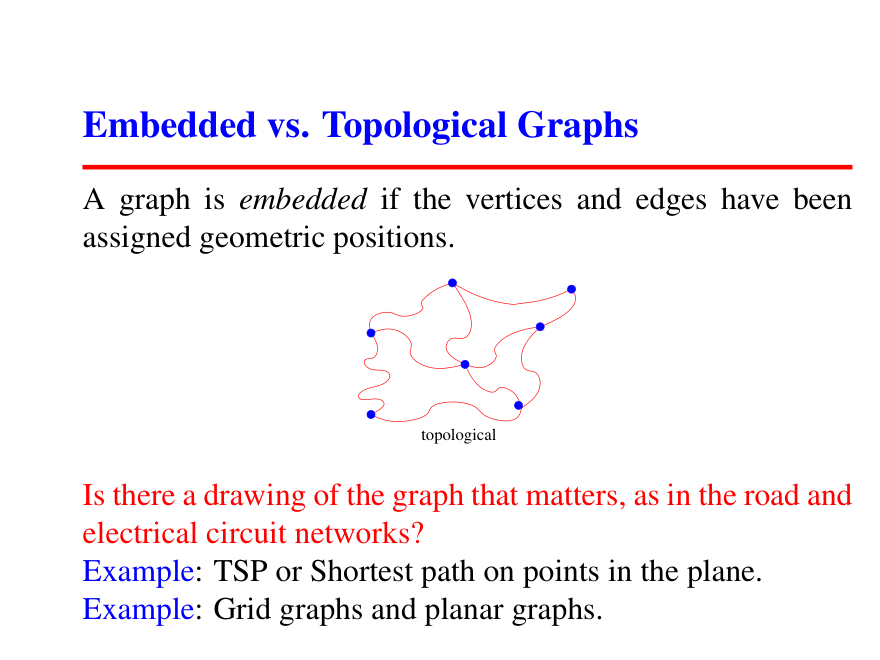 Embedded vs. Topological Graphs
A graph is embedded if the vertices and edges have been
assigned geometric positions.
topological
Is there a drawing of the graph that matters, as in the road and
electrical circuit networks?
Example: TSP or Shortest path on points in the plane.
Example: Grid graphs and planar graphs.